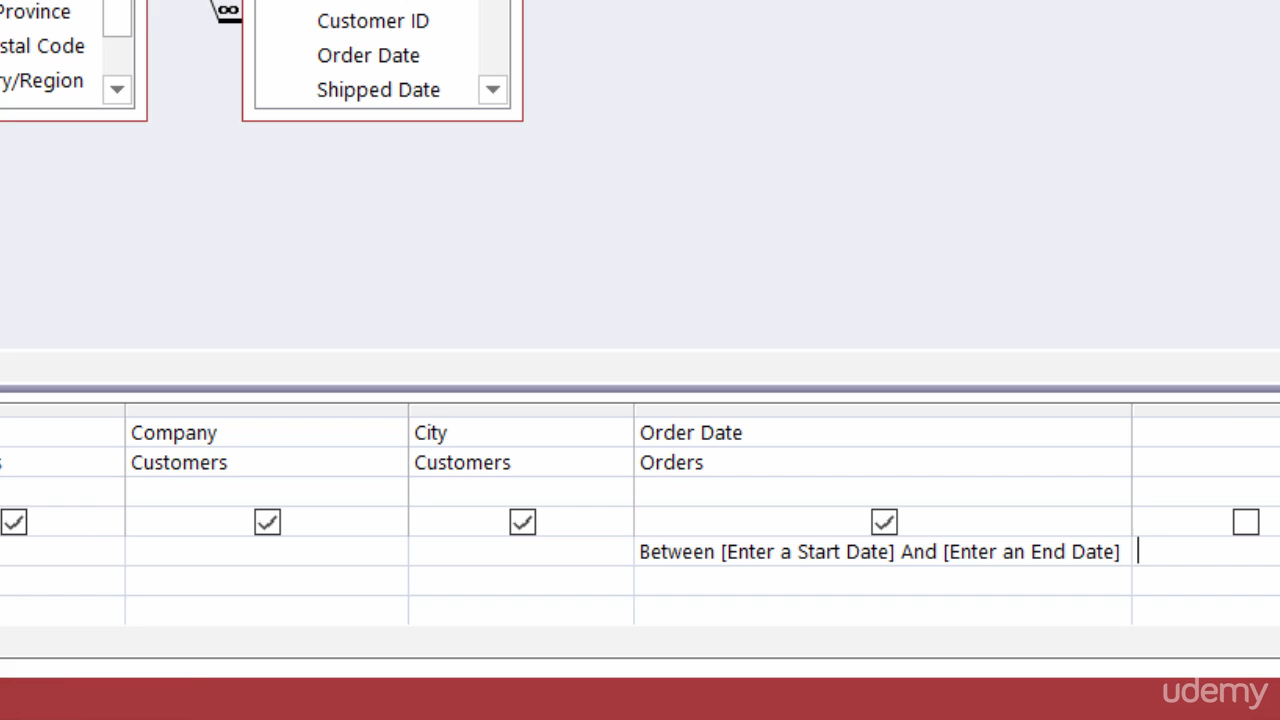 Province
Customer ID
stal Code
Order Date
ry/Region
Shipped Date
Company
City
Order Date
s
Customers
Customers
Orders
Between [Enter a Start Date] And [Enter an End Date]
udemy